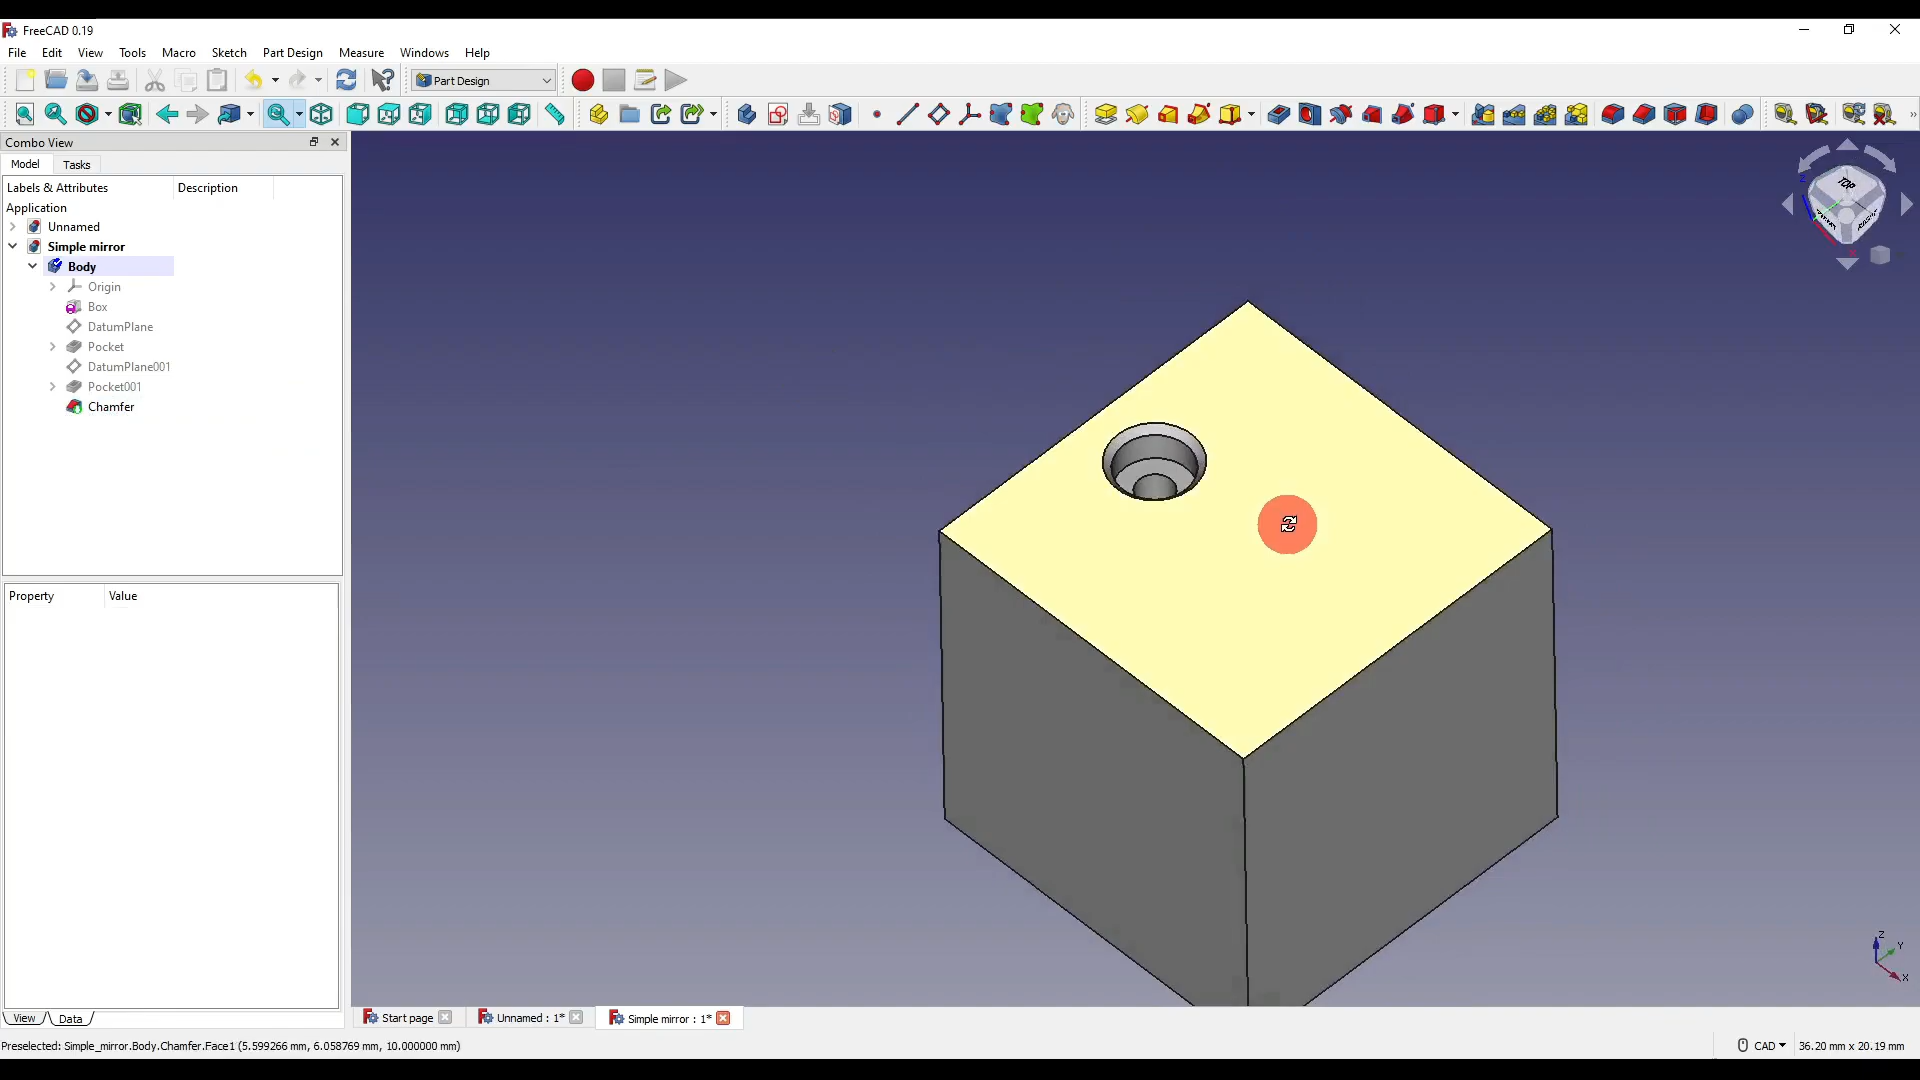 FreeCAD 0.19
File Edit View Tools Macro Sketch Part Design Measure Windows Help
Part Design
Combo View
Model Tasks
Labels & Attributes Description
Application
Unnamed
Simple mirror
Body
Origin
Box
DatumPlane
Pocket
DatumPlane001
Pocket001
Chamfer
TOP
Property Value
Z
Y
X
View Data
Start page Unnamed : 1* Simple mirror : 1*
Preselected: Simple_mirror.Body.Chamfer.Face1 (5.599266 mm, 6.058769 mm, 10.000000 mm)
CAD 36.20 mm x 20.19 mm